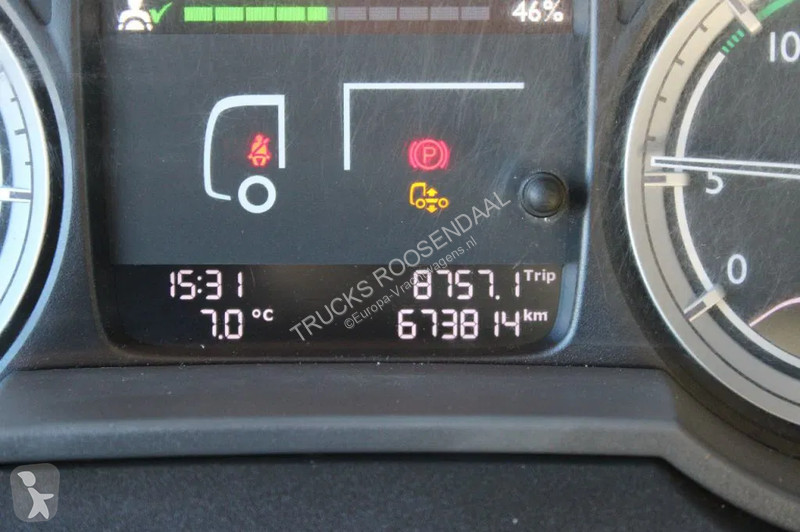 46%
10
P
5
0
15:31
8757.1 Trip
7.0 °C
673814 km
TRUCKS ROOSENDAAL
©Europa-Vrachtwagens.nl